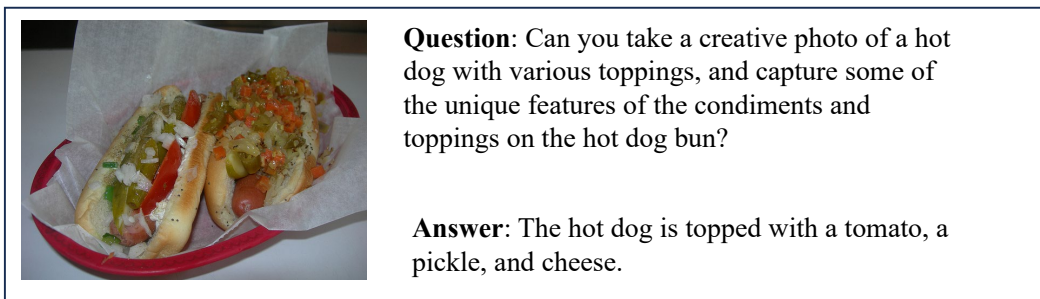 Question: Can you take a creative photo of a hot
dog with various toppings, and capture some of
the unique features of the condiments and
toppings on the hot dog bun?
Answer: The hot dog is topped with a tomato, a
pickle, and cheese.